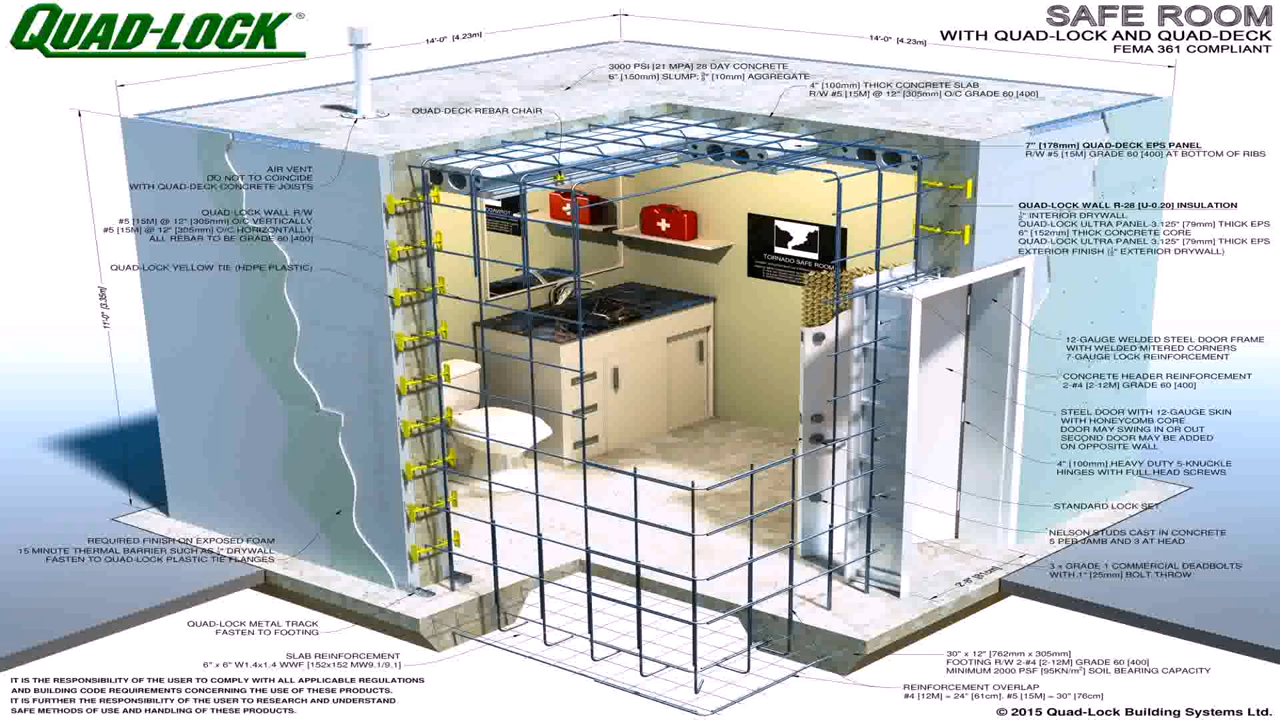 QUAD-LOCK®
SAFE ROOM
WITH QUAD-LOCK AND QUAD-DECK
FEMA 361 COMPLIANT
14'-0" [4.23m]
14'-0" [4.23m]
3000 PSI [21 MPA] 28 DAY CONCRETE
6" [150mm] SLUMP; ⅜" [10mm] AGGREGATE
4" [100mm] THICK CONCRETE SLAB
R/W #5 [15M] @ 12" [305mm] O/C GRADE 60 [400]
QUAD-DECK REBAR CHAIR
7" [178mm] QUAD-DECK EPS PANEL
R/W #5 [15M] GRADE 60 [400] AT BOTTOM OF RIBS
AIR VENT
DO NOT TO COINCIDE
WITH QUAD-DECK CONCRETE JOISTS
QUAD-LOCK WALL R/W
#5 [15M] @ 12" [305mm] O/C VERTICALLY
#5 [15M] @ 12" [305mm] O/C HORIZONTALLY
ALL REBAR TO BE GRADE 60 [400]
QUAD-LOCK WALL R-28 [U-0.20] INSULATION
INTERIOR DRYWALL
QUAD-LOCK ULTRA PANEL 3.125" [79mm] THICK EPS
6" [152mm] THICK CONCRETE CORE
QUAD-LOCK ULTRA PANEL 3.125" [79mm] THICK EPS
EXTERIOR FINISH (½" EXTERIOR DRYWALL)
TORNADO SAFE ROOM
QUAD-LOCK YELLOW TIE (HDPE PLASTIC)
11'-0" [3.35m]
12-GAUGE WELDED STEEL DOOR FRAME
WITH WELDED MITERED CORNERS
7-GAUGE LOCK REINFORCEMENT
CONCRETE HEADER REINFORCEMENT
2-#4 [2-12M] GRADE 60 [400]
STEEL DOOR WITH 12-GAUGE SKIN
WITH HONEYCOMB CORE
DOOR MAY SWING IN OR OUT
SECOND DOOR MAY BE ADDED
ON OPPOSITE WALL
4" [100mm] HEAVY DUTY 5-KNUCKLE
HINGES WITH FULL HEAD SCREWS
STANDARD LOCK SET
NELSON STUDS CAST IN CONCRETE
5 PER JAMB AND 3 AT HEAD
3 x GRADE 1 COMMERCIAL DEADBOLTS
WITH 1" [25mm] BOLT THROW
REQUIRED FINISH ON EXPOSED FOAM
15 MINUTE THERMAL BARRIER SUCH AS ½" DRYWALL
FASTEN TO QUAD-LOCK PLASTIC TIE FLANGES
QUAD-LOCK METAL TRACK
FASTEN TO FOOTING
SLAB REINFORCEMENT
6" x 6" W1.4x1.4 WWF [152x152 MW9.1/9.1]
30" x 12" [762mm x 305mm]
FOOTING R/W 2-#4 [2-12M] GRADE 60 [400]
MINIMUM 2000 PSF [95KN/m²] SOIL BEARING CAPACITY
REINFORCEMENT OVERLAP
#4 [12M] = 24" [61cm]. #5 [15M] = 30" [76cm]
IT IS THE RESPONSIBILITY OF THE USER TO COMPLY WITH ALL APPLICABLE REGULATIONS
AND BUILDING CODE REQUIREMENTS CONCERNING THE USE OF THESE PRODUCTS.
IT IS FURTHER THE RESPONSIBILITY OF THE USER TO RESEARCH AND UNDERSTAND
SAFE METHODS OF USE AND HANDLING OF THESE PRODUCTS.
© 2015 Quad-Lock Building Systems Ltd.